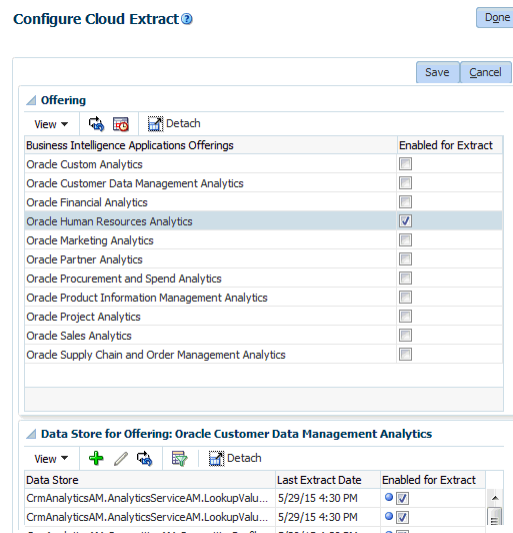 Configure Cloud Extract
Done
Save Cancel
Offering
View Detach
Business Intelligence Applications Offerings Enabled for Extract
Oracle Custom Analytics
Oracle Customer Data Management Analytics
Oracle Financial Analytics
Oracle Human Resources Analytics
Oracle Marketing Analytics
Oracle Partner Analytics
Oracle Procurement and Spend Analytics
Oracle Product Information Management Analytics
Oracle Project Analytics
Oracle Sales Analytics
Oracle Supply Chain and Order Management Analytics
Data Store for Offering: Oracle Customer Data Management Analytics
View Detach
Data Store Last Extract Date Enabled for Extract
CrmAnalyticsAM.AnalyticsServiceAM.LookupValu... 5/29/15 4:30 PM
CrmAnalyticsAM.AnalyticsServiceAM.LookupValu... 5/29/15 4:30 PM